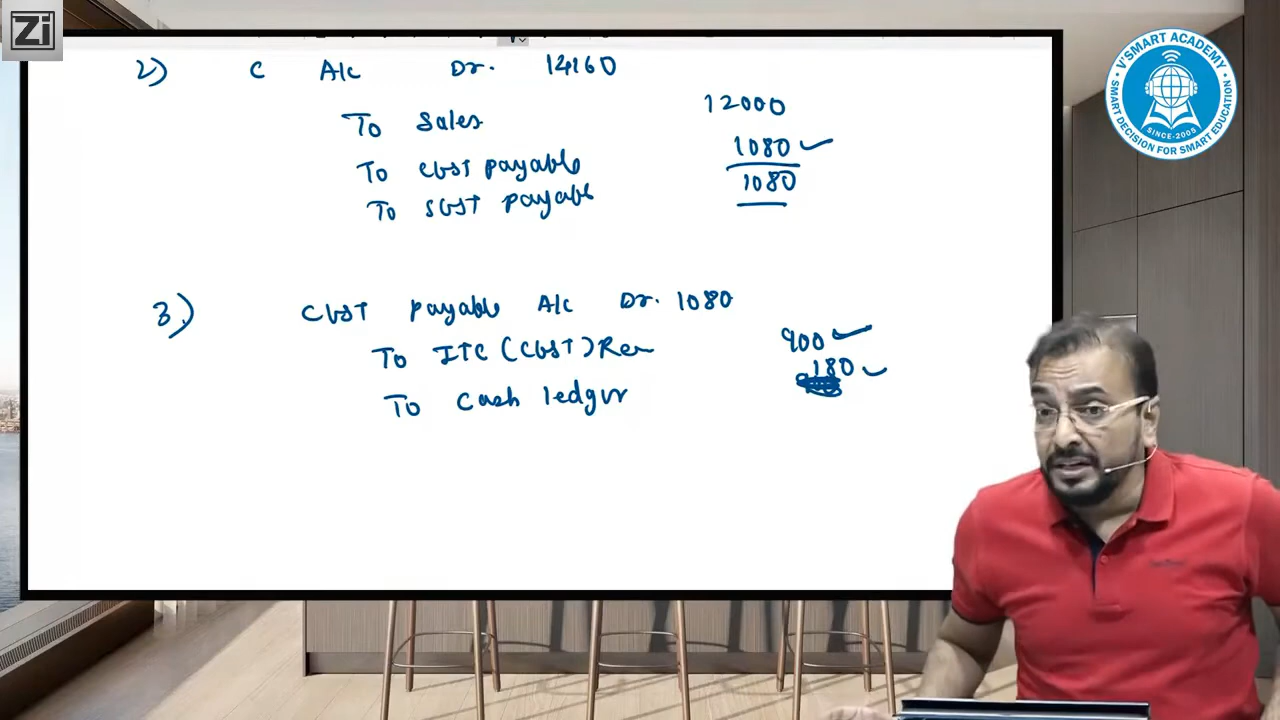 Zi
2) C A/c Dr. 14160
To Sales 12000
To CGST payable 1080
To SGST payable 1080
3) CGST payable A/c Dr. 1080
To ITC (CGST) Rec 900
To Cash ledger 180
V'SMART ACADEMY
SINCE-2005
SMART DECISION FOR SMART EDUCATION